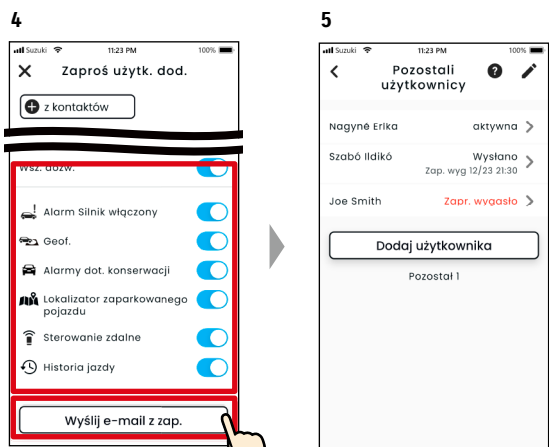 4
Suzuki 11:23 PM 100%
Zaproś użytk. dod.
z kontaktów
Wsz. dozw.
Alarm Silnik włączony
Geof.
Alarmy dot. konserwacji
Lokalizator zaparkowanego
pojazdu
Sterowanie zdalne
Historia jazdy
Wyślij e-mail z zap.
5
Suzuki 11:23 PM 100%
Pozostali
użytkownicy
Nagynē Erika aktywna
Szabó Ildikó Wysłano
Zap. wyg 12/23 21:30
Joe Smith Zapr. wygasło
Dodaj użytkownika
Pozostał 1